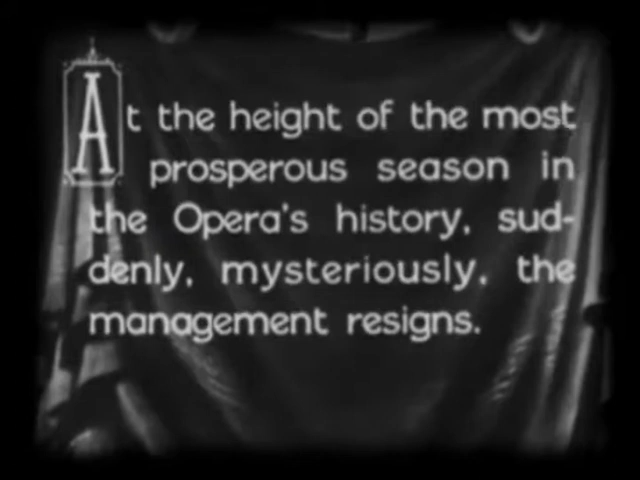 At the height of the most
prosperous season in
the Opera's history, sud-
denly, mysteriously, the
management resigns.